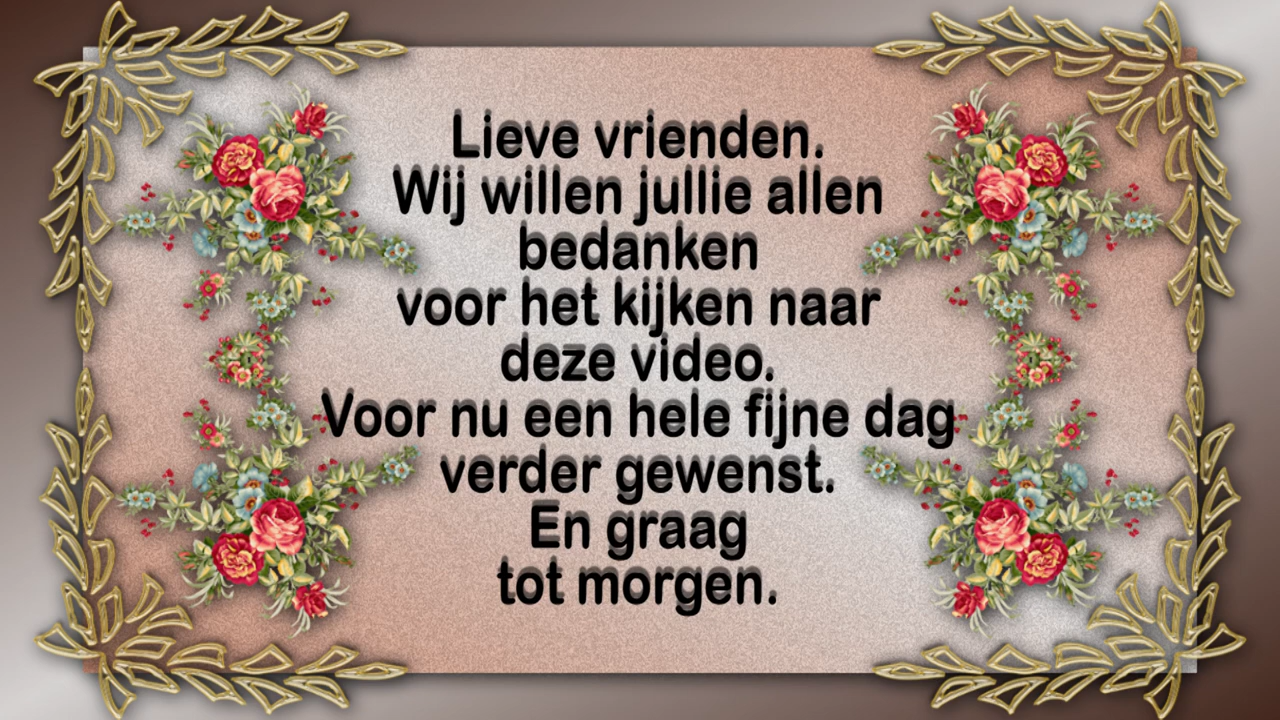 Lieve vrienden.
Wij willen jullie allen
bedanken
voor het kijken naar
deze video.
Voor nu een hele fijne dag
verder gewenst.
En graag
tot morgen.